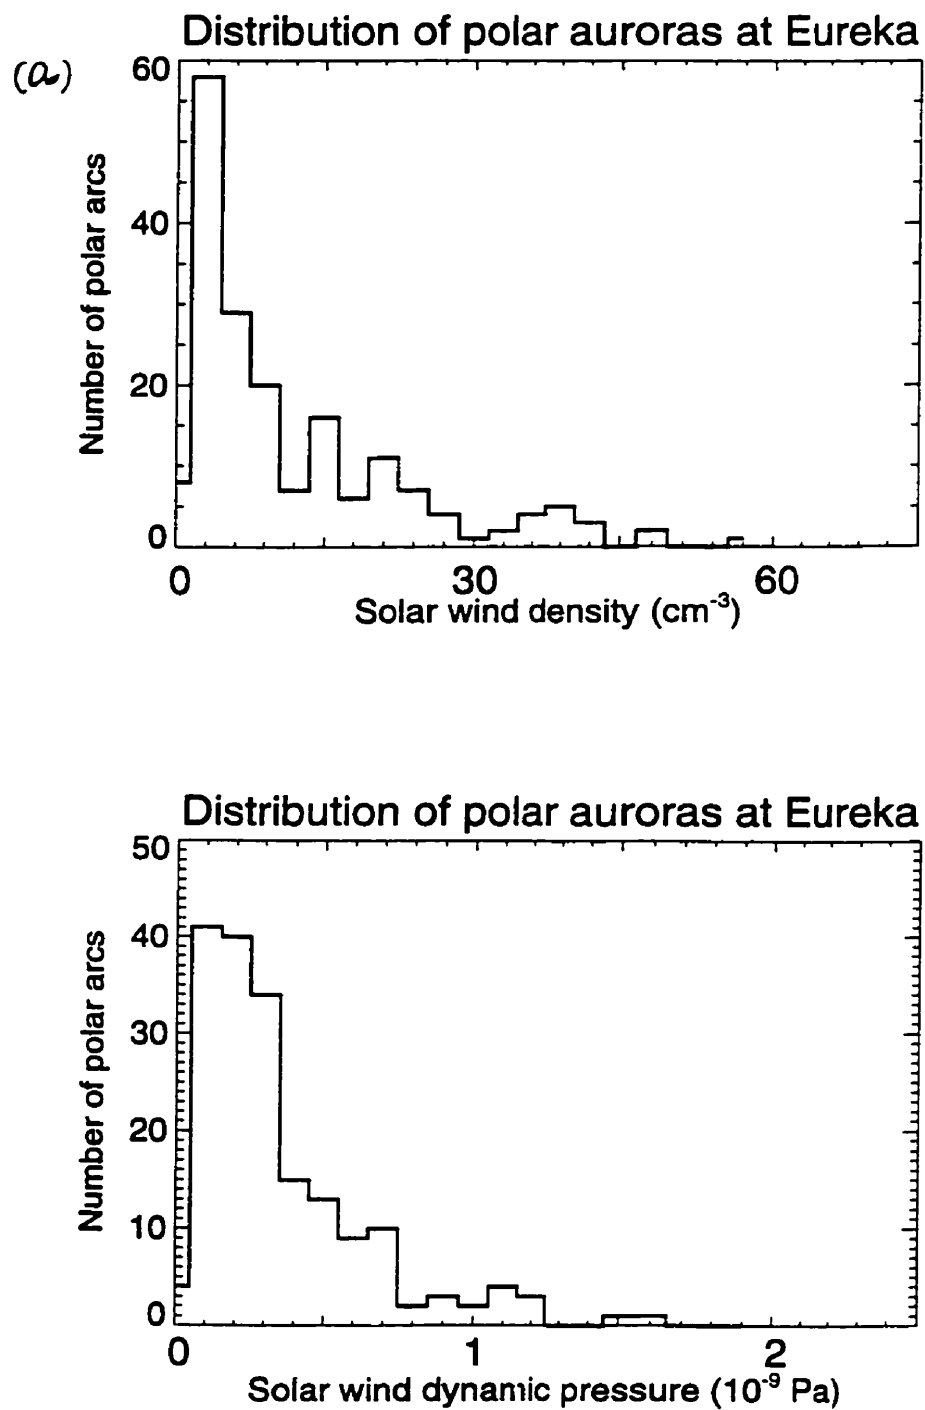 Distribution of polar auroras at Eureka
(a)
60
40
20
0
Number of polar arcs
0 30 60
Solar wind density (cm⁻³)
Distribution of polar auroras at Eureka
50
40
30
20
10
0
Number of polar arcs
0 1 2
Solar wind dynamic pressure (10⁻⁹ Pa)